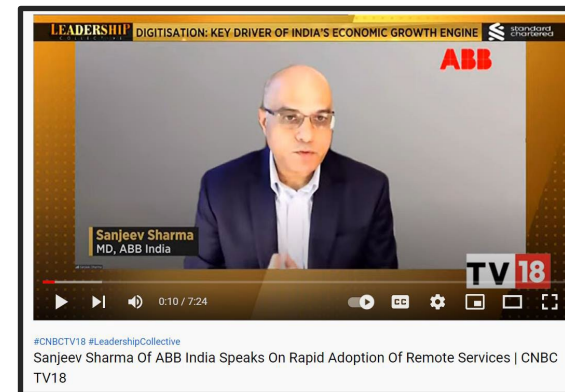 LEADERSHIP DIGITISATION: KEY DRIVER OF INDIA'S ECONOMIC GROWTH ENGINE standard
COLLECTIVE chartered
ABB
Sanjeev Sharma
MD, ABB India
TV18
0:10 / 7:24
CC
#CNBCTV18 #LeadershipCollective
Sanjeev Sharma Of ABB India Speaks On Rapid Adoption Of Remote Services | CNBC
TV18